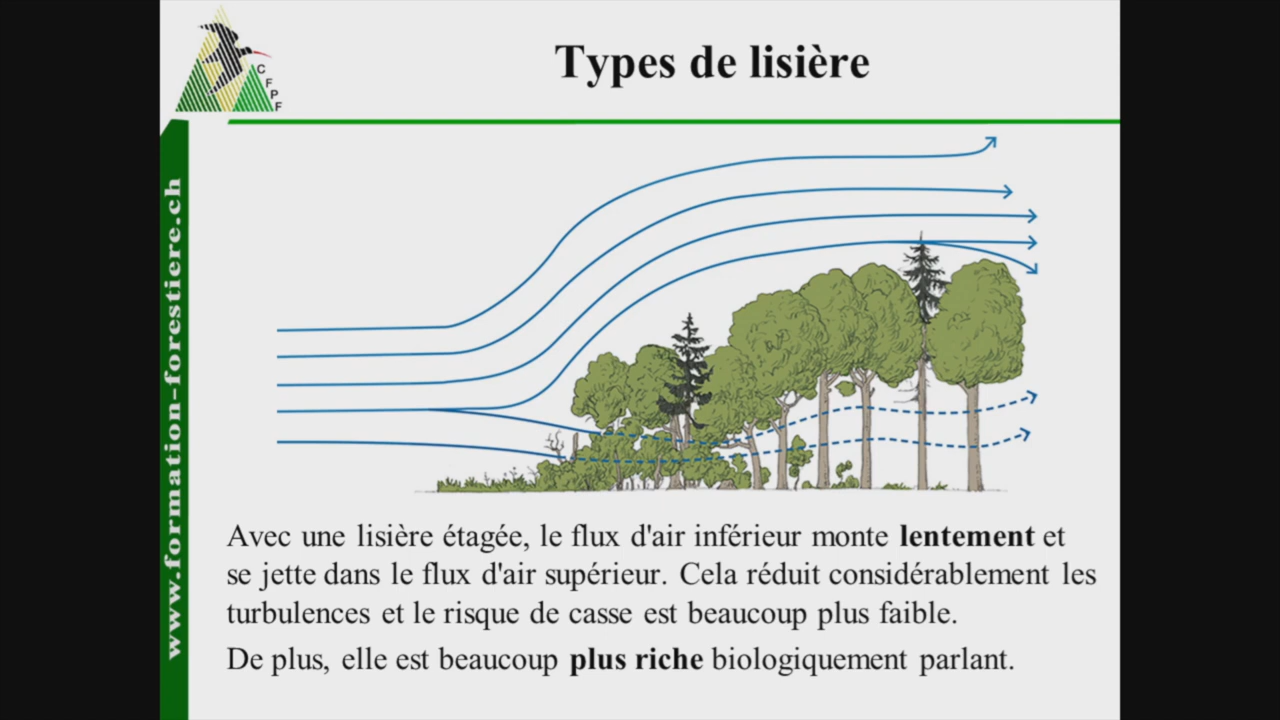 C
F
P
F
Types de lisière
www.formation-forestiere.ch
Avec une lisière étagée, le flux d'air inférieur monte lentement et
se jette dans le flux d'air supérieur. Cela réduit considérablement les
turbulences et le risque de casse est beaucoup plus faible.
De plus, elle est beaucoup plus riche biologiquement parlant.